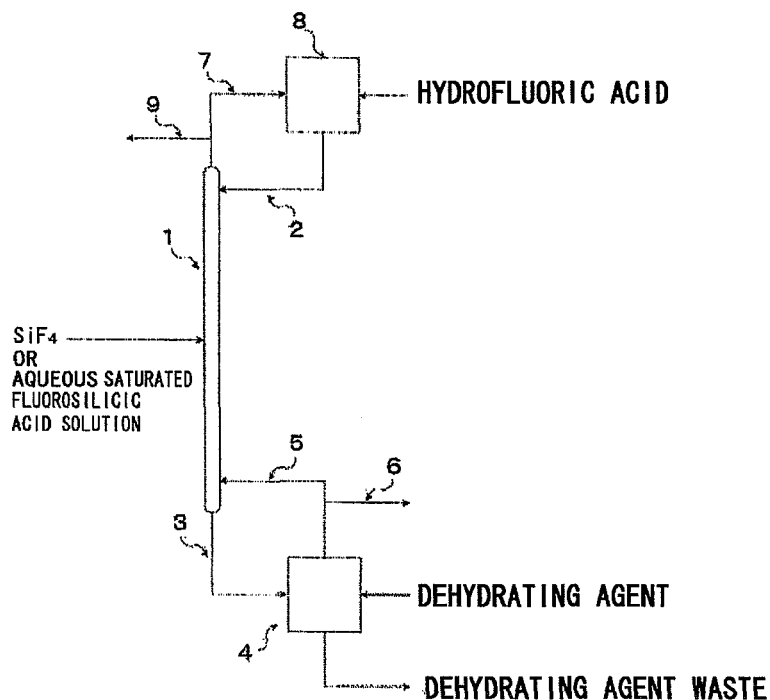 8
7
HYDROFLUORIC ACID
9
2
1
SiF₄
OR
AQUEOUS SATURATED
FLUOROSILICIC
ACID SOLUTION
5
6
3
DEHYDRATING AGENT
4
DEHYDRATING AGENT WASTE